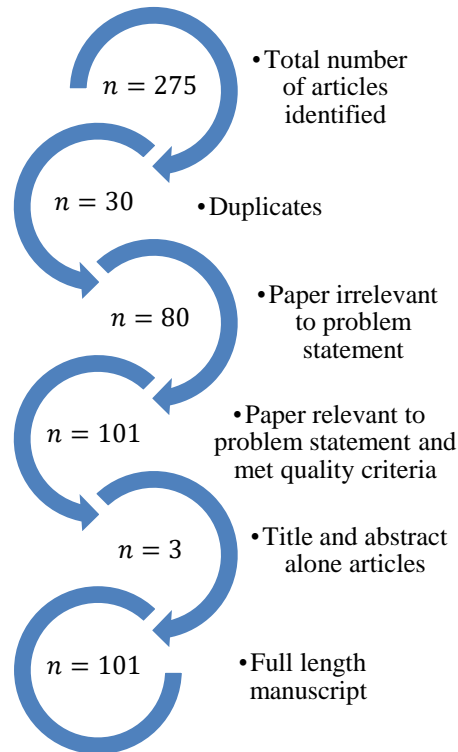 n = 275
•Total number
of articles
identified
n = 30
•Duplicates
n = 80
•Paper irrelevant
to problem
statement
n = 101
•Paper relevant to
problem statement and
met quality criteria
n = 3
•Title and abstract
alone articles
n = 101
•Full length
manuscript